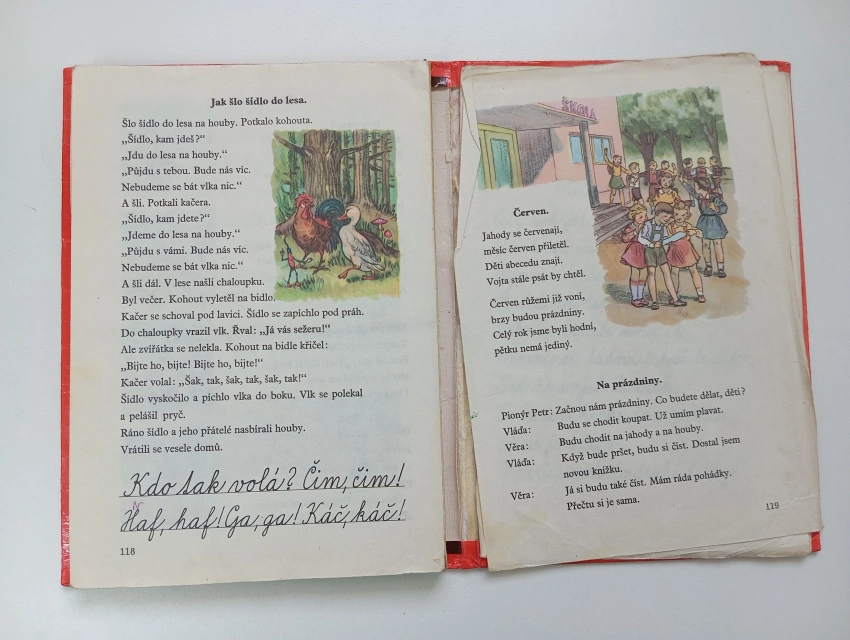 Jak šlo šídlo do lesa.
Šlo šídlo do lesa na houby. Potkalo kohouta.
„Šídlo, kam jdeš?“
„Jdu do lesa na houby.“
„Půjdu s tebou. Bude nás víc.
Nebudeme se bát vlka nic.“
A šli. Potkali kačera.
„Šídlo, kam jdete?“
„Jdeme do lesa na houby.“
„Půjdu s vámi. Bude nás víc.
Nebudeme se bát vlka nic.“
A šli dál. V lese našli chaloupku.
Byl večer. Kohout vyletěl na bidlo.
Kačer se schoval pod lavici. Šídlo se zapíchlo pod práh.
Do chaloupky vrazil vlk. Řval: „Já vás sežeru!“
Ale zvířátka se nelekla. Kohout na bidle křičel:
„Bijte ho, bijte! Bijte ho, bijte!“
Kačer volal: „Šak, tak, šak, tak, šak, tak!“
Šídlo vyskočilo a píchlo vlka do boku. Vlk se polekal
a pelášil pryč.
Ráno šídlo a jeho přátelé nasbírali houby.
Vrátili se vesele domů.
Kdo tak volá? Čim, čim!
Haf, haf! Ga, ga! Káč, káč!
118
ŠKOLA
Červen.
Jahody se červenají,
měsíc červen přiletěl.
Děti abecedu znají.
Vojta stále psát by chtěl.
Červen růžemi již voní,
brzy budou prázdniny.
Celý rok jsme byli hodní,
pětku nemá jediný.
Na prázdniny.
Pionýr Petr: Začnou nám prázdniny. Co budete dělat, děti?
Vláďa: Budu se chodit koupat. Už umím plavat.
Věra: Budu chodit na jahody a na houby.
Vláďa: Když bude pršet, budu si číst. Dostal jsem
novou knížku.
Věra: Já si budu také číst. Mám ráda pohádky.
Přečtu si je sama.
119